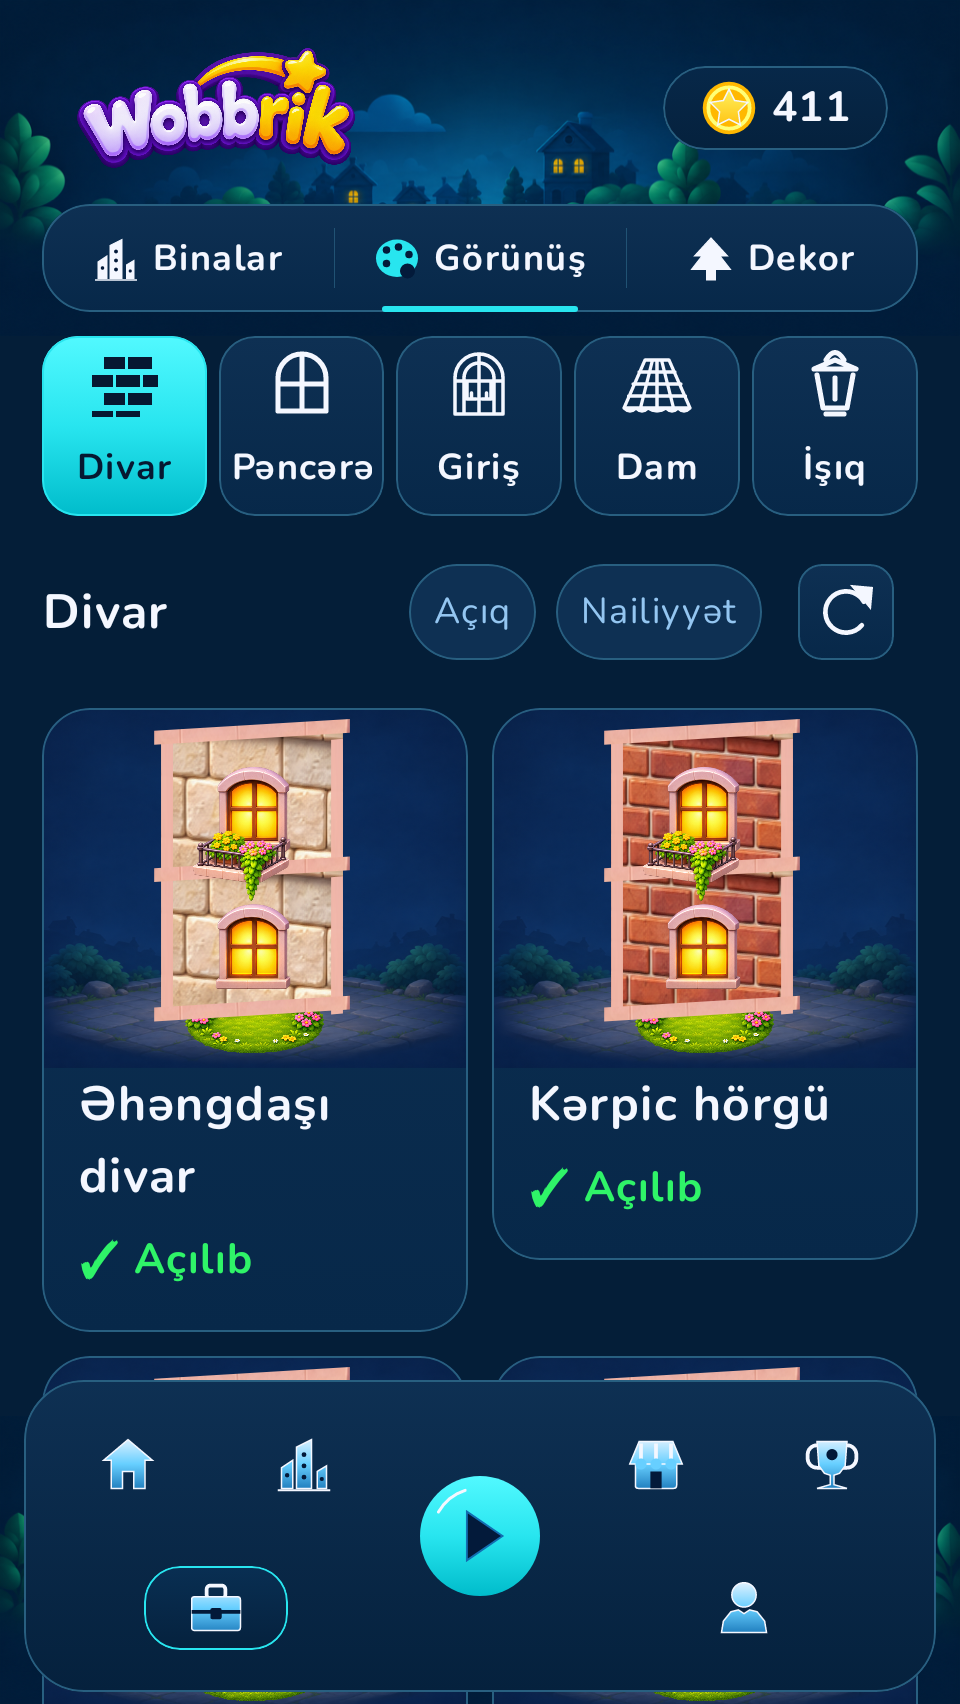 Wobbrik
411
Binalar
Görünüş
Dekor
Divar
Pəncərə
Giriş
Dam
İşıq
Divar
Açıq
Nailiyyət
Əhəngdaşı
divar
Açılıb
Kərpic hörgü
Açılıb